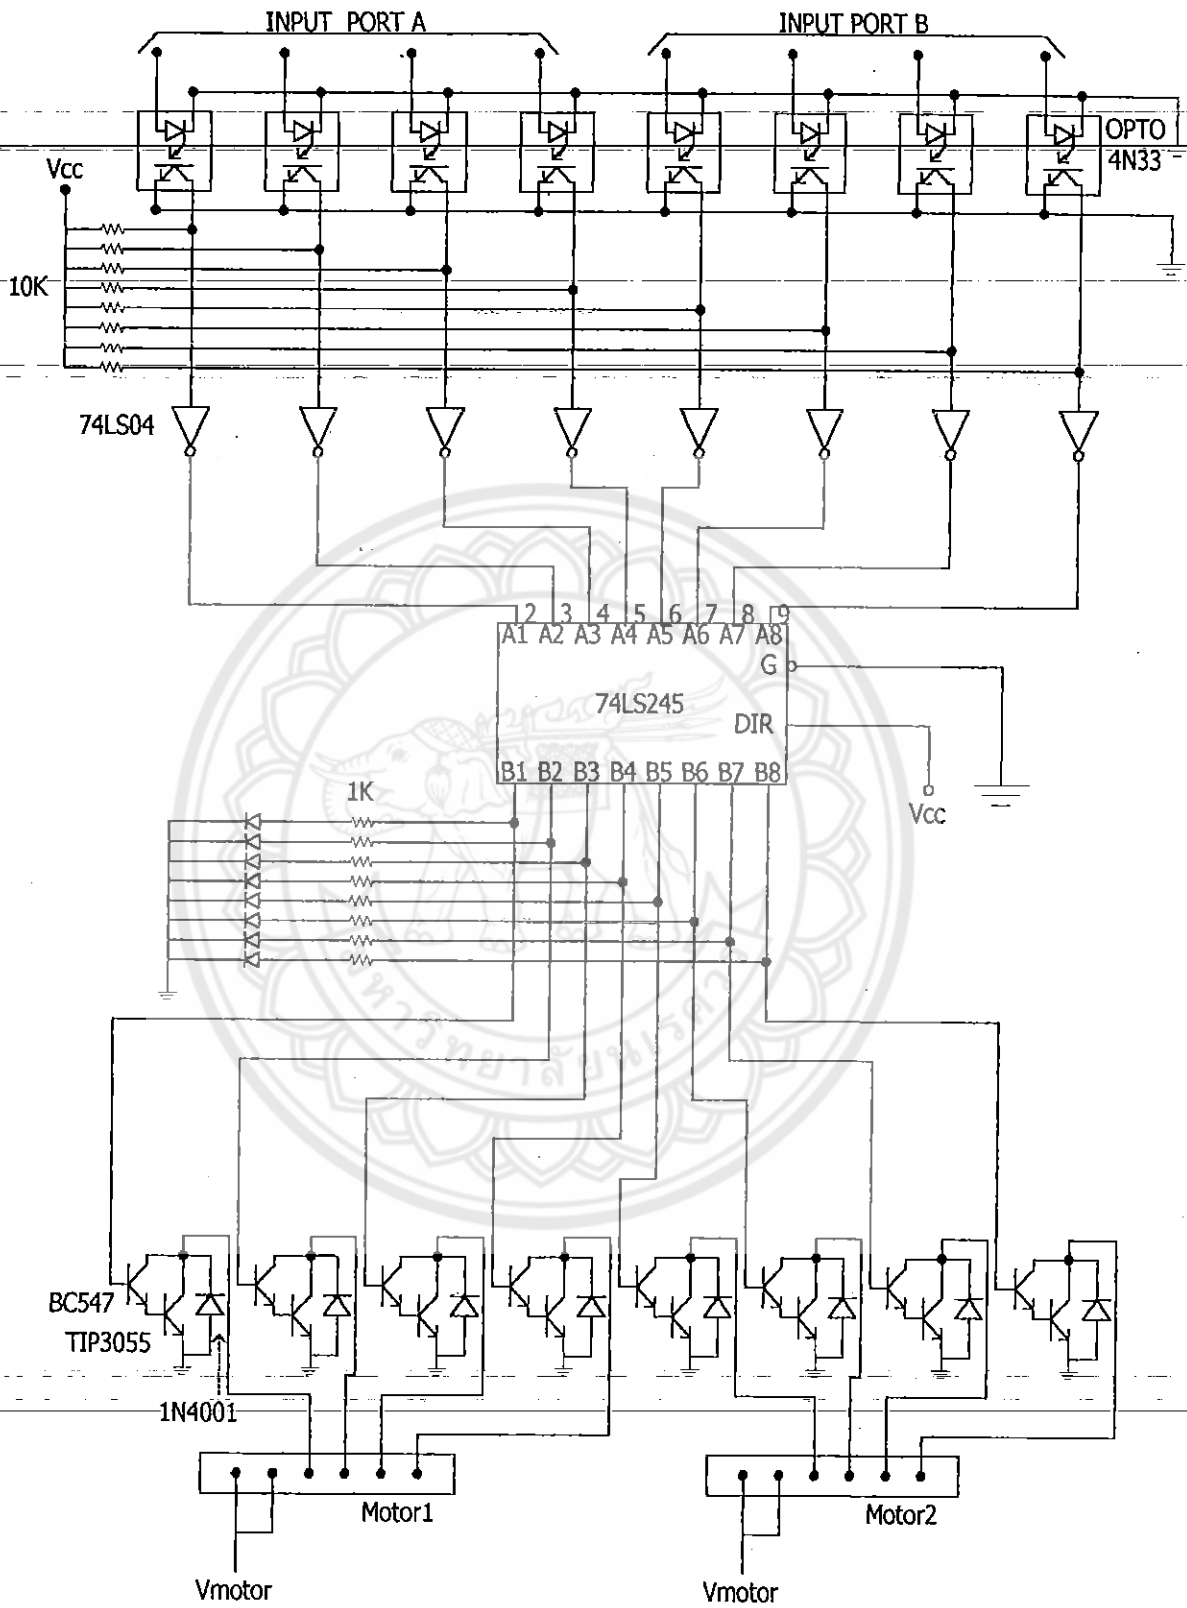 INPUT PORT A
INPUT PORT B
OPTO
4N33
Vcc
10K
74LS04
2 3 4 5 6 7 8 9
A1 A2 A3 A4 A5 A6 A7 A8
G
74LS245
DIR
B1 B2 B3 B4 B5 B6 B7 B8
1K
Vcc
BC547
TIP3055
1N4001
Motor1
Motor2
Vmotor
Vmotor